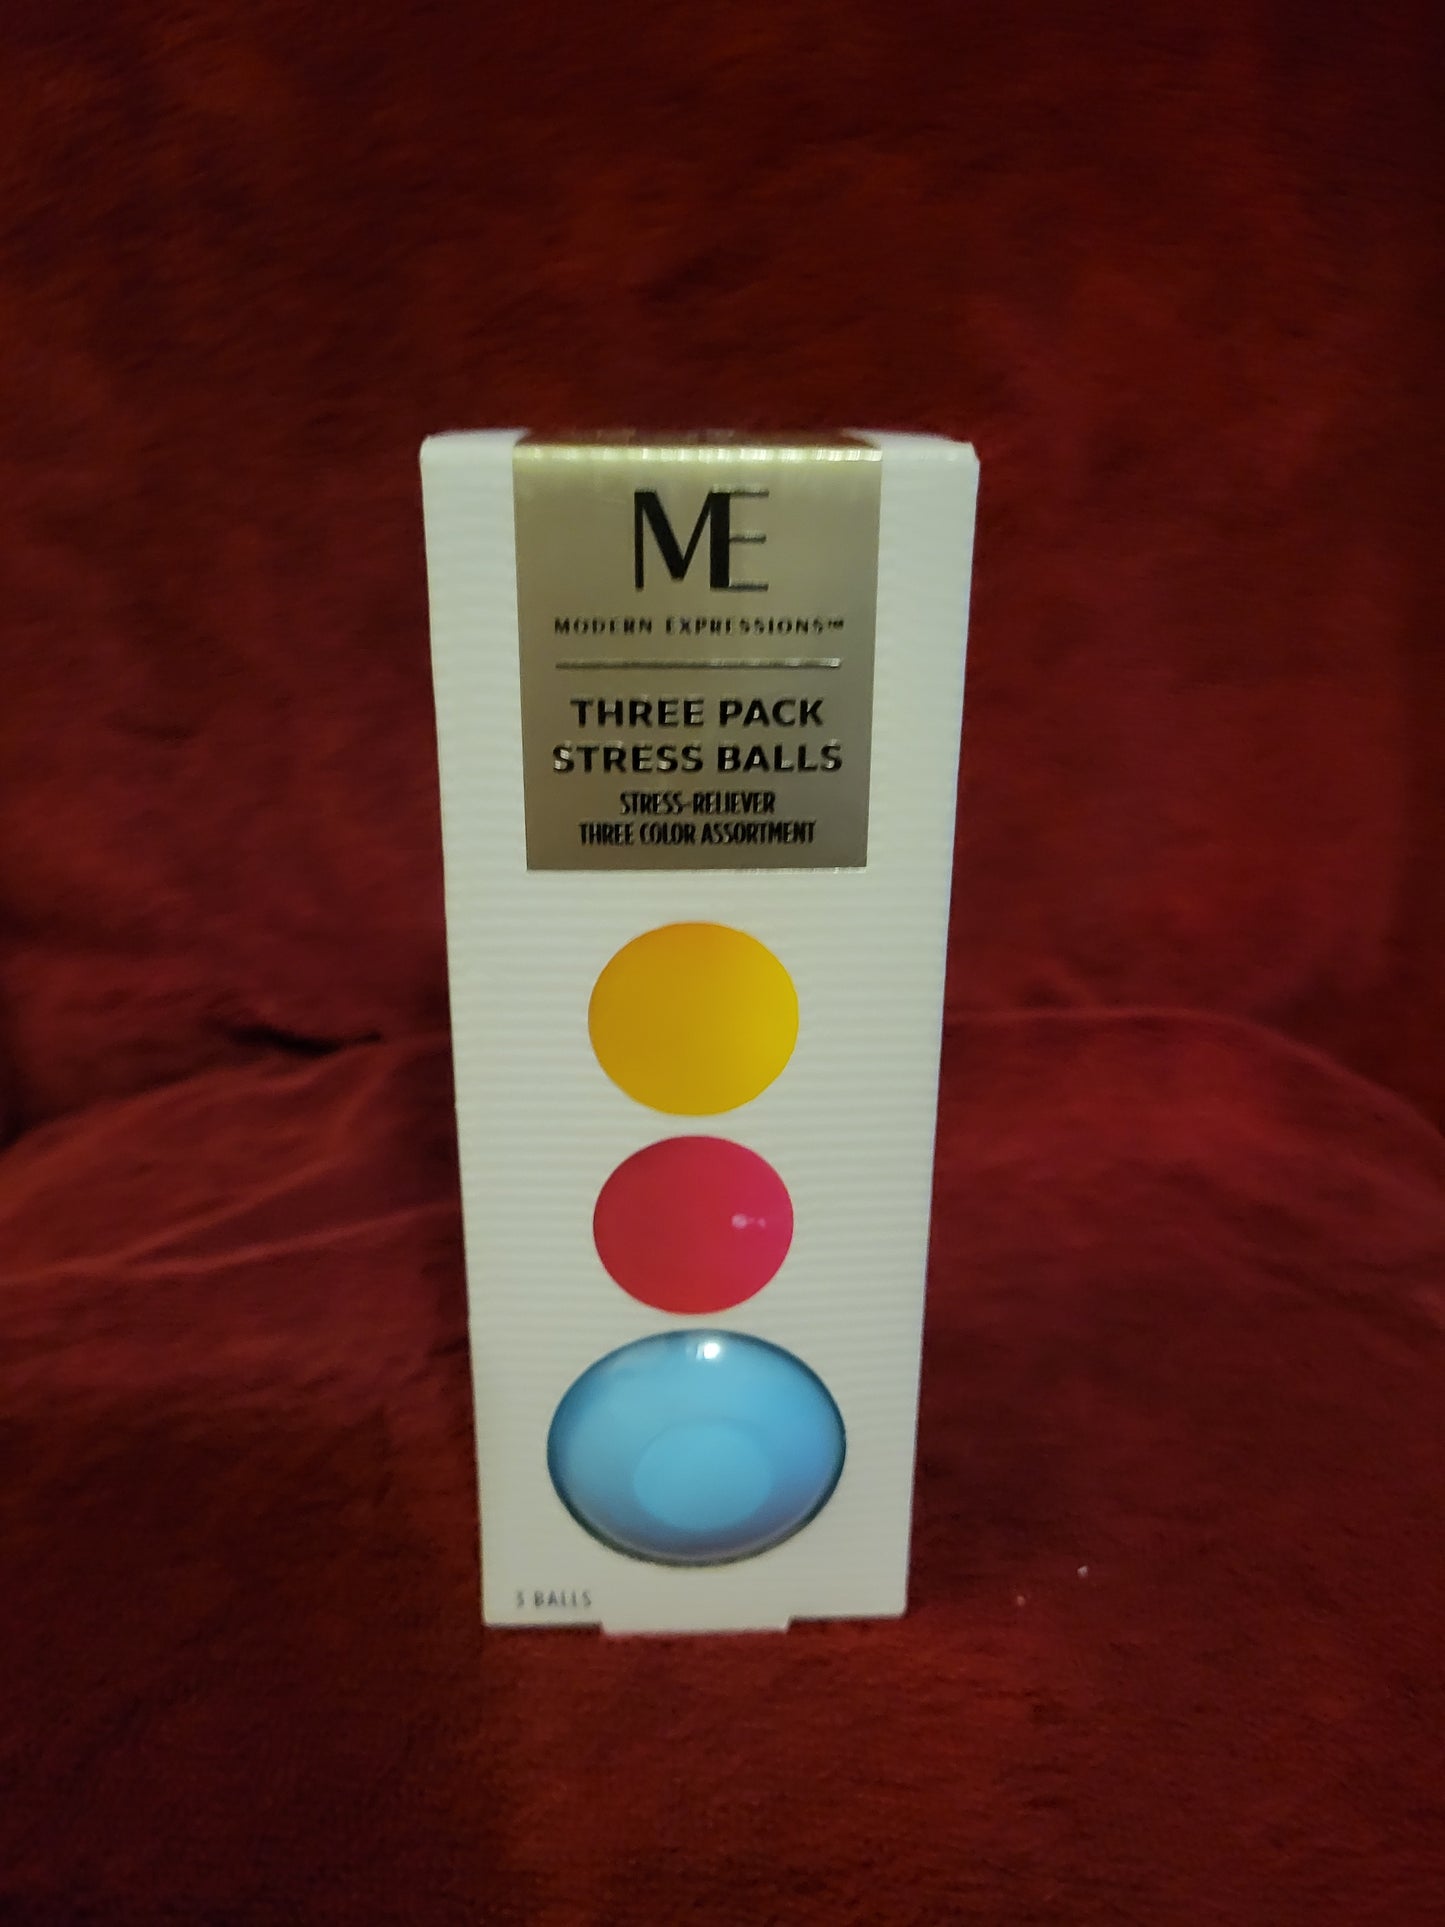 ME
MODERN EXPRESSIONS™
THREE PACK
STRESS BALLS
STRESS-RELIEVER
THREE COLOR ASSORTMENT
3 BALLS